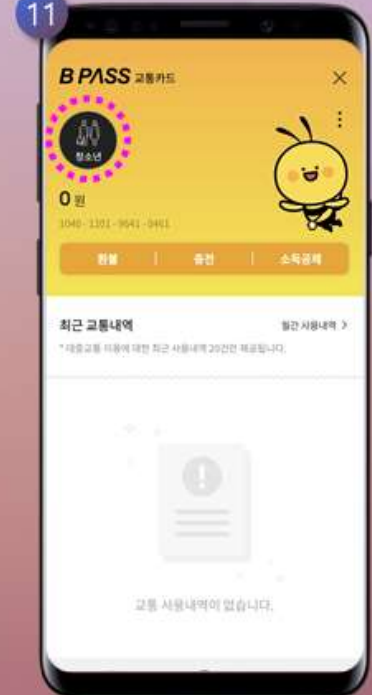 11
B PASS 교통카드
청소년
0 원
1040 - 1201 - 9641 - 0461
환불 | 충전 | 소득공제
최근 교통내역
월간 사용내역 >
* 대중교통 이용에 대한 최근 사용내역 20건만 제공됩니다.
교통 사용내역이 없습니다.